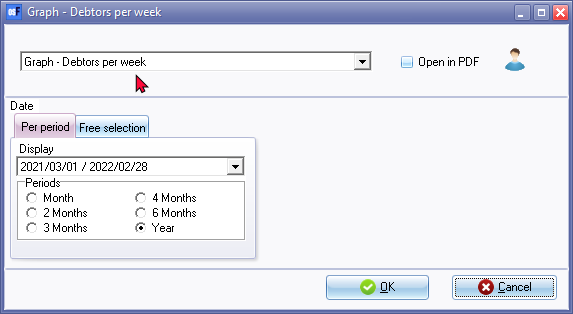 Graph - Debtors per week
Graph - Debtors per week
Open in PDF
Date
Per period
Free selection
Display
2021/03/01 / 2022/02/28
Periods
Month
4 Months
2 Months
6 Months
3 Months
Year
OK
Cancel